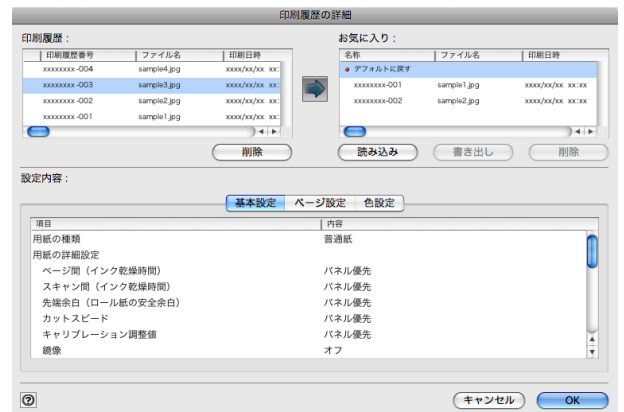 印刷履歴の詳細
印刷履歴：
印刷履歴番号 ファイル名 印刷日時
xxxxxxxx -004 sample4.jpg xxxx/xx/xx xx:
xxxxxxxx -003 sample3.jpg xxxx/xx/xx xx:
xxxxxxxx -002 sample2.jpg xxxx/xx/xx xx:
xxxxxxxx -001 sample1.jpg xxxx/xx/xx xx:
削除
お気に入り：
名称 ファイル名 印刷日時
デフォルトに戻す
xxxxxxxx-001 sample1.jpg xxxx/xx/xx xx:xx
xxxxxxxx-002 sample2.jpg xxxx/xx/xx xx:xx
読み込み 書き出し 削除
設定内容：
基本設定 ページ設定 色設定
項目 内容
用紙の種類 普通紙
用紙の詳細設定
ページ間（インク乾燥時間） パネル優先
スキャン間（インク乾燥時間） パネル優先
先端余白（ロール紙の安全余白） パネル優先
カットスピード パネル優先
キャリブレーション調整値 パネル優先
鏡像 オフ
? キャンセル OK